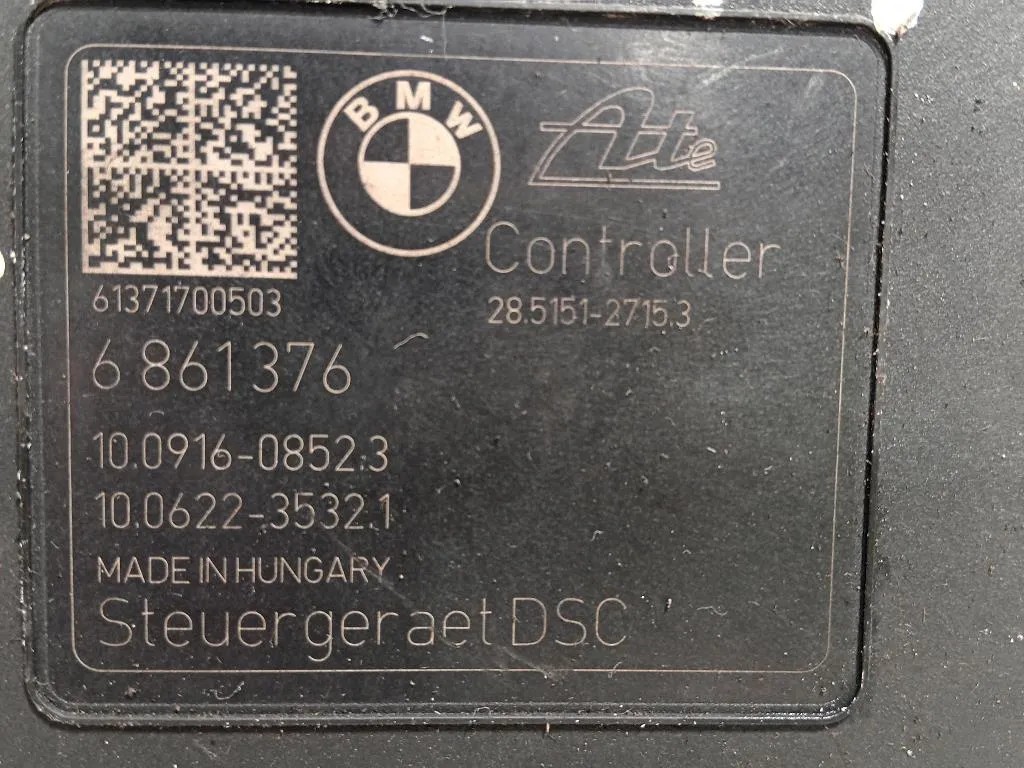 BMW
Ate
Controller
61371700503
28.5151-2715.3
6 861 376
10.0916-0852.3
10.0622-3532.1
MADE IN HUNGARY
Steuergeraet DSC